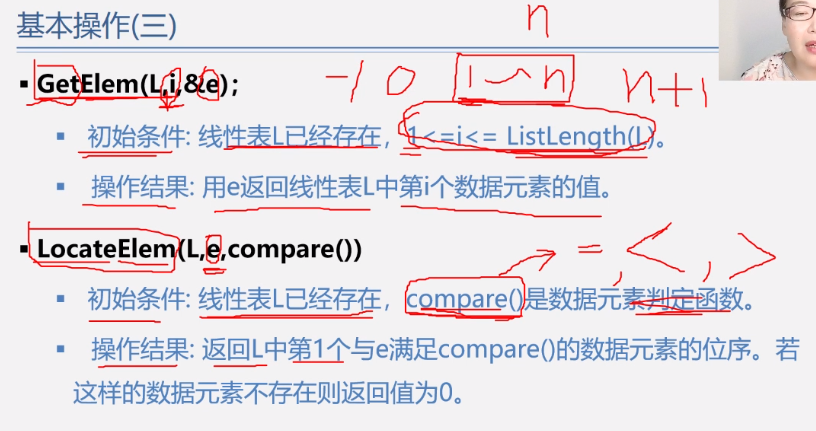 基本操作(三)
n
GetElem(L,i,&e);
-1 0 1~n n+1
初始条件: 线性表L已经存在，1<=i<= ListLength(L)。
操作结果: 用e返回线性表L中第i个数据元素的值。
LocateElem(L,e,compare())
= , < , >
初始条件: 线性表L已经存在，compare()是数据元素判定函数。
操作结果: 返回L中第1个与e满足compare()的数据元素的位序。若
这样的数据元素不存在则返回值为0。